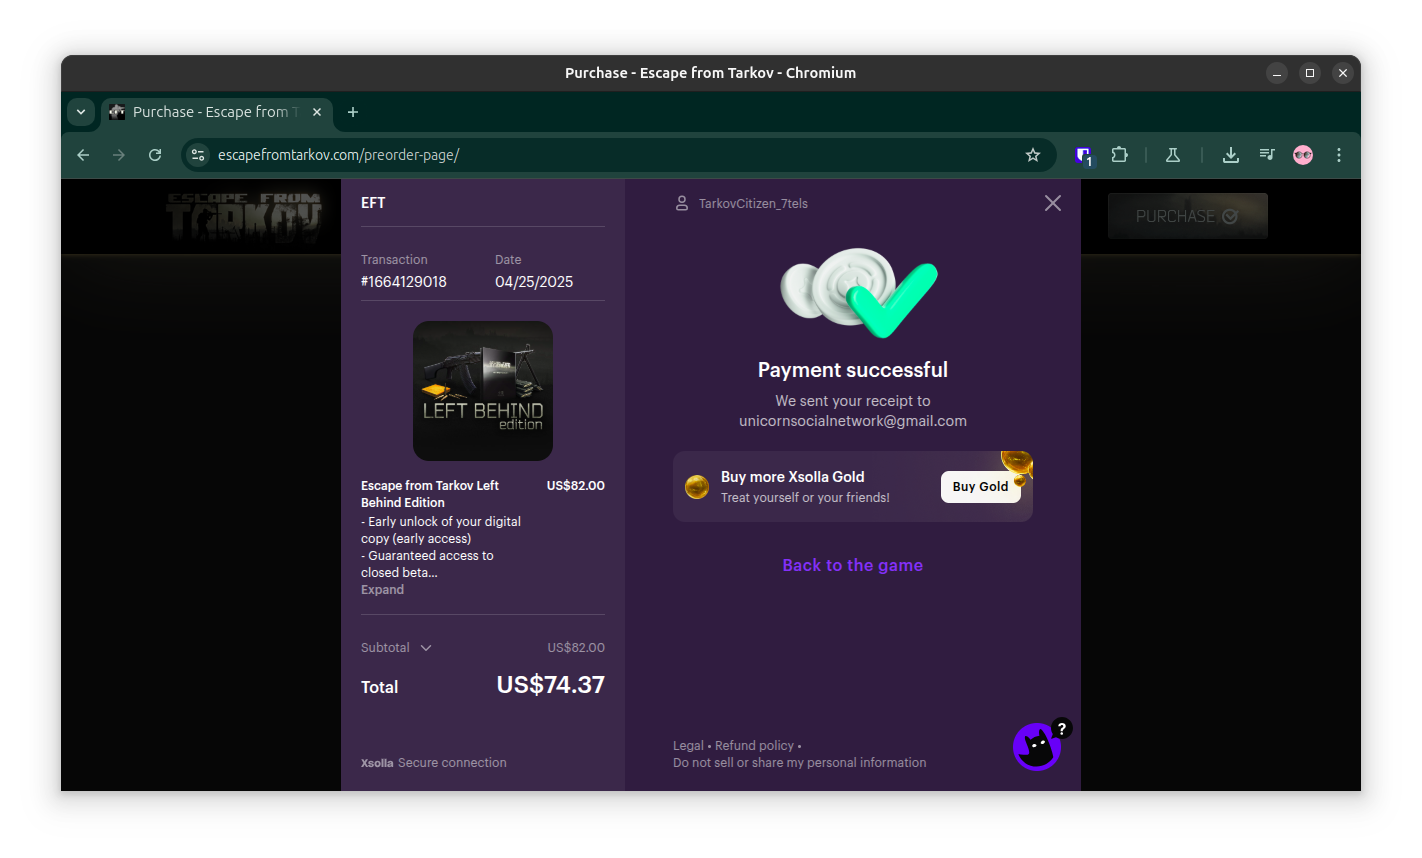 Purchase - Escape from Tarkov - Chromium
Purchase - Escape from T
escapefromtarkov.com/preorder-page/
1
ESCAPE FROM
TARKOV
PURCHASE
EFT
Transaction
Date
#1664129018
04/25/2025
LEFT BEHIND
edition
Escape from Tarkov Left
Behind Edition
US$82.00
- Early unlock of your digital
copy (early access)
- Guaranteed access to
closed beta...
Expand
Subtotal
US$82.00
Total
US$74.37
Xsolla Secure connection
TarkovCitizen_7tels
Payment successful
We sent your receipt to
unicornsocialnetwork@gmail.com
Buy more Xsolla Gold
Treat yourself or your friends!
Buy Gold
Back to the game
Legal • Refund policy •
Do not sell or share my personal information
?